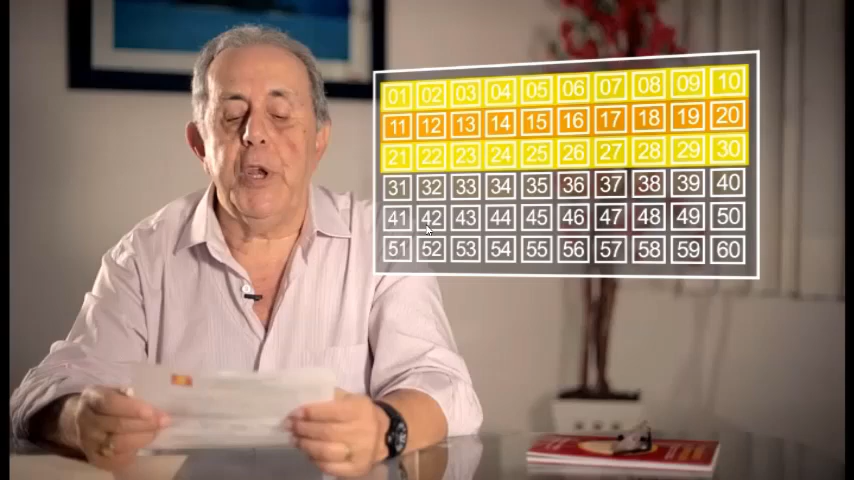 01 02 03 04 05 06 07 08 09 10
11 12 13 14 15 16 17 18 19 20
21 22 23 24 25 26 27 28 29 30
31 32 33 34 35 36 37 38 39 40
41 42 43 44 45 46 47 48 49 50
51 52 53 54 55 56 57 58 59 60